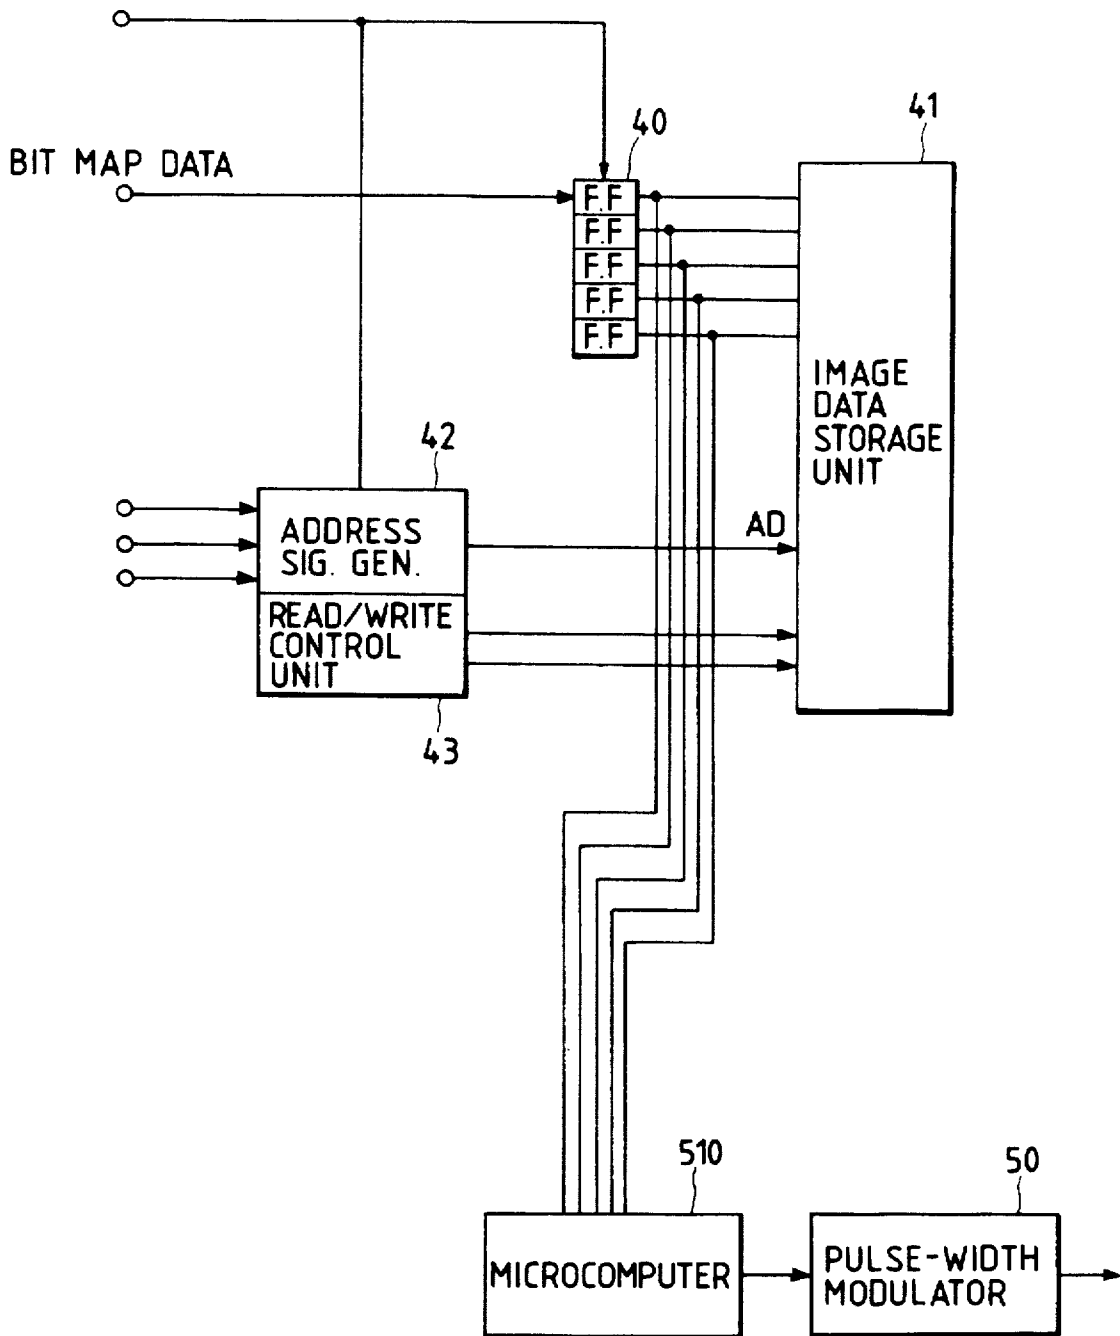 40
41
BIT MAP DATA
F.F
F.F
F.F
F.F
F.F
IMAGE
DATA
STORAGE
UNIT
42
ADDRESS
SIG. GEN.
AD
READ/WRITE
CONTROL
UNIT
43
510
50
MICROCOMPUTER
PULSE-WIDTH
MODULATOR